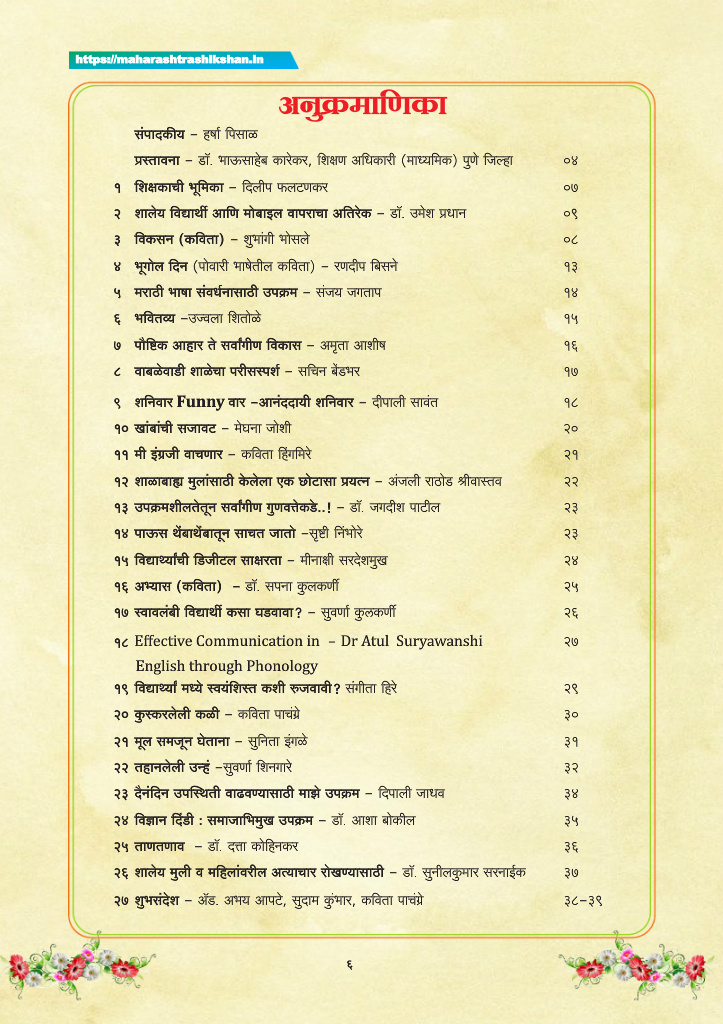 https://maharashtrashikshan.in
अनुक्रमाणिका
संपादकीय – हर्षा पिसाळ
प्रस्तावना – डॉ. भाऊसाहेब कारेकर, शिक्षण अधिकारी (माध्यमिक) पुणे जिल्हा ०४
१ शिक्षकाची भूमिका – दिलीप फलटणकर ०७
२ शालेय विद्यार्थी आणि मोबाइल वापराचा अतिरेक – डॉ. उमेश प्रधान ०९
३ विकसन (कविता) – शुभांगी भोसले ०८
४ भूगोल दिन (पोवारी भाषेतील कविता) – रणदीप बिसने १३
५ मराठी भाषा संवर्धनासाठी उपक्रम – संजय जगताप १४
६ भवितव्य –उज्वला शितोळे १५
७ पौष्टिक आहार ते सर्वांगीण विकास – अमृता आशीष १६
८ वाबळेवाडी शाळेचा परीसस्पर्श – सचिन बेंडभर १७
९ शनिवार Funny वार –आनंददायी शनिवार – दीपाली सावंत १८
१० खांबांची सजावट – मेघना जोशी २०
११ मी इंग्रजी वाचणार – कविता हिंगमिरे २१
१२ शाळाबाह्य मुलांसाठी केलेला एक छोटासा प्रयत्न – अंजली राठोड श्रीवास्तव २२
१३ उपक्रमशीलतेतून सर्वांगीण गुणवत्तेकडे..! – डॉ. जगदीश पाटील २३
१४ पाऊस थेंबाथेंबातून साचत जातो –सृष्टी निंभोरे २३
१५ विद्यार्थ्यांची डिजीटल साक्षरता – मीनाक्षी सरदेशमुख २४
१६ अभ्यास (कविता) – डॉ. सपना कुलकर्णी २५
१७ स्वावलंबी विद्यार्थी कसा घडवावा? – सुवर्णा कुलकर्णी २६
१८ Effective Communication in – Dr Atul Suryawanshi २७
English through Phonology
१९ विद्यार्थ्यां मध्ये स्वयंशिस्त कशी रुजवावी? संगीता हिरे २९
२० कुस्करलेली कळी – कविता पाचंग्रे ३०
२१ मूल समजून घेताना – सुनिता इंगळे ३१
२२ तहानलेली उन्हं –सुवर्णा शिनगारे ३२
२३ दैनंदिन उपस्थिती वाढवण्यासाठी माझे उपक्रम – दिपाली जाधव ३४
२४ विज्ञान दिंडी : समाजाभिमुख उपक्रम – डॉ. आशा बोकील ३५
२५ ताणतणाव – डॉ. दत्ता कोहिनकर ३६
२६ शालेय मुली व महिलांवरील अत्याचार रोखण्यासाठी – डॉ. सुनीलकुमार सरनाईक ३७
२७ शुभसंदेश – ॲड. अभय आपटे, सुदाम कुंभार, कविता पाचंग्रे ३८–३९
६